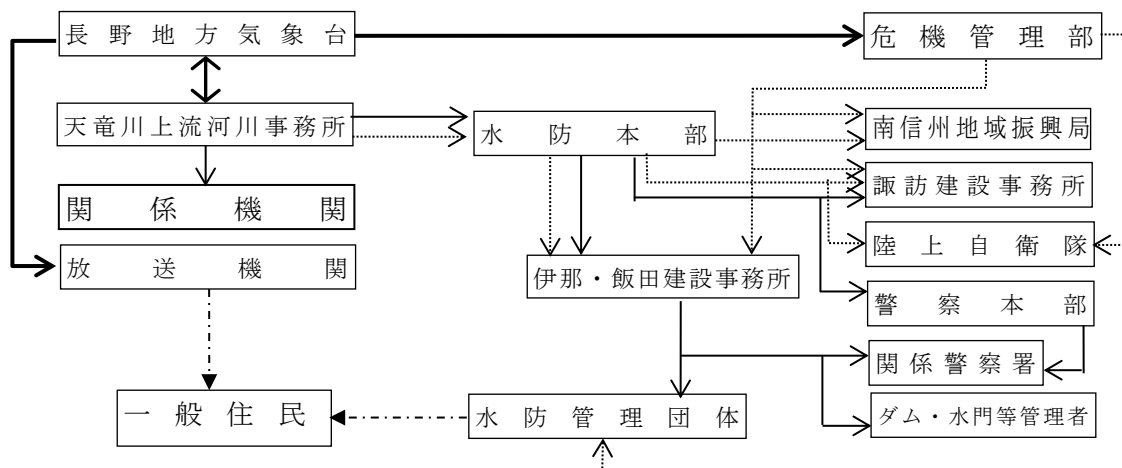 長野地方気象台
危機管理部
天竜川上流河川事務所
水防本部
南信州地域振興局
諏訪建設事務所
関係機関
陸上自衛隊
放送機関
伊那・飯田建設事務所
警察本部
関係警察署
一般住民
水防管理団体
ダム・水門等管理者